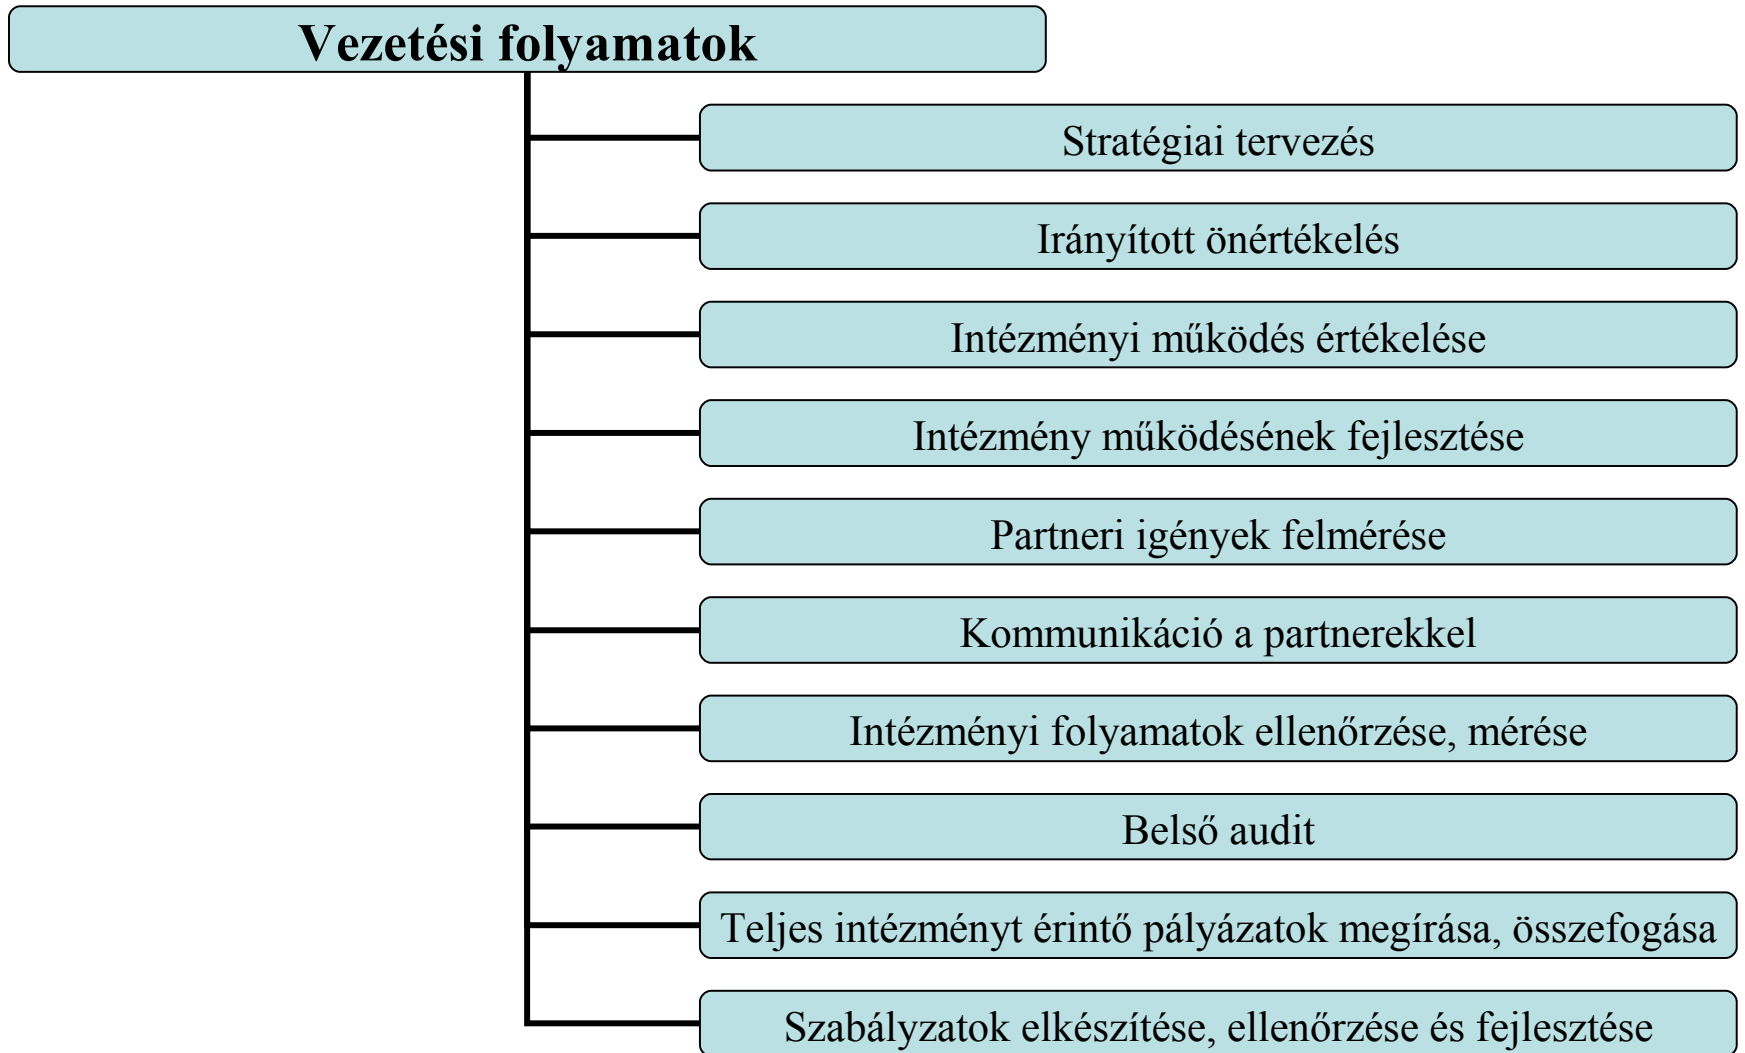 Vezetési folyamatok
Stratégiai tervezés
Irányított önértékelés
Intézményi működés értékelése
Intézmény működésének fejlesztése
Partneri igények felmérése
Kommunikáció a partnerekkel
Intézményi folyamatok ellenőrzése, mérése
Belső audit
Teljes intézményt érintő pályázatok megírása, összefogása
Szabályzatok elkészítése, ellenőrzése és fejlesztése